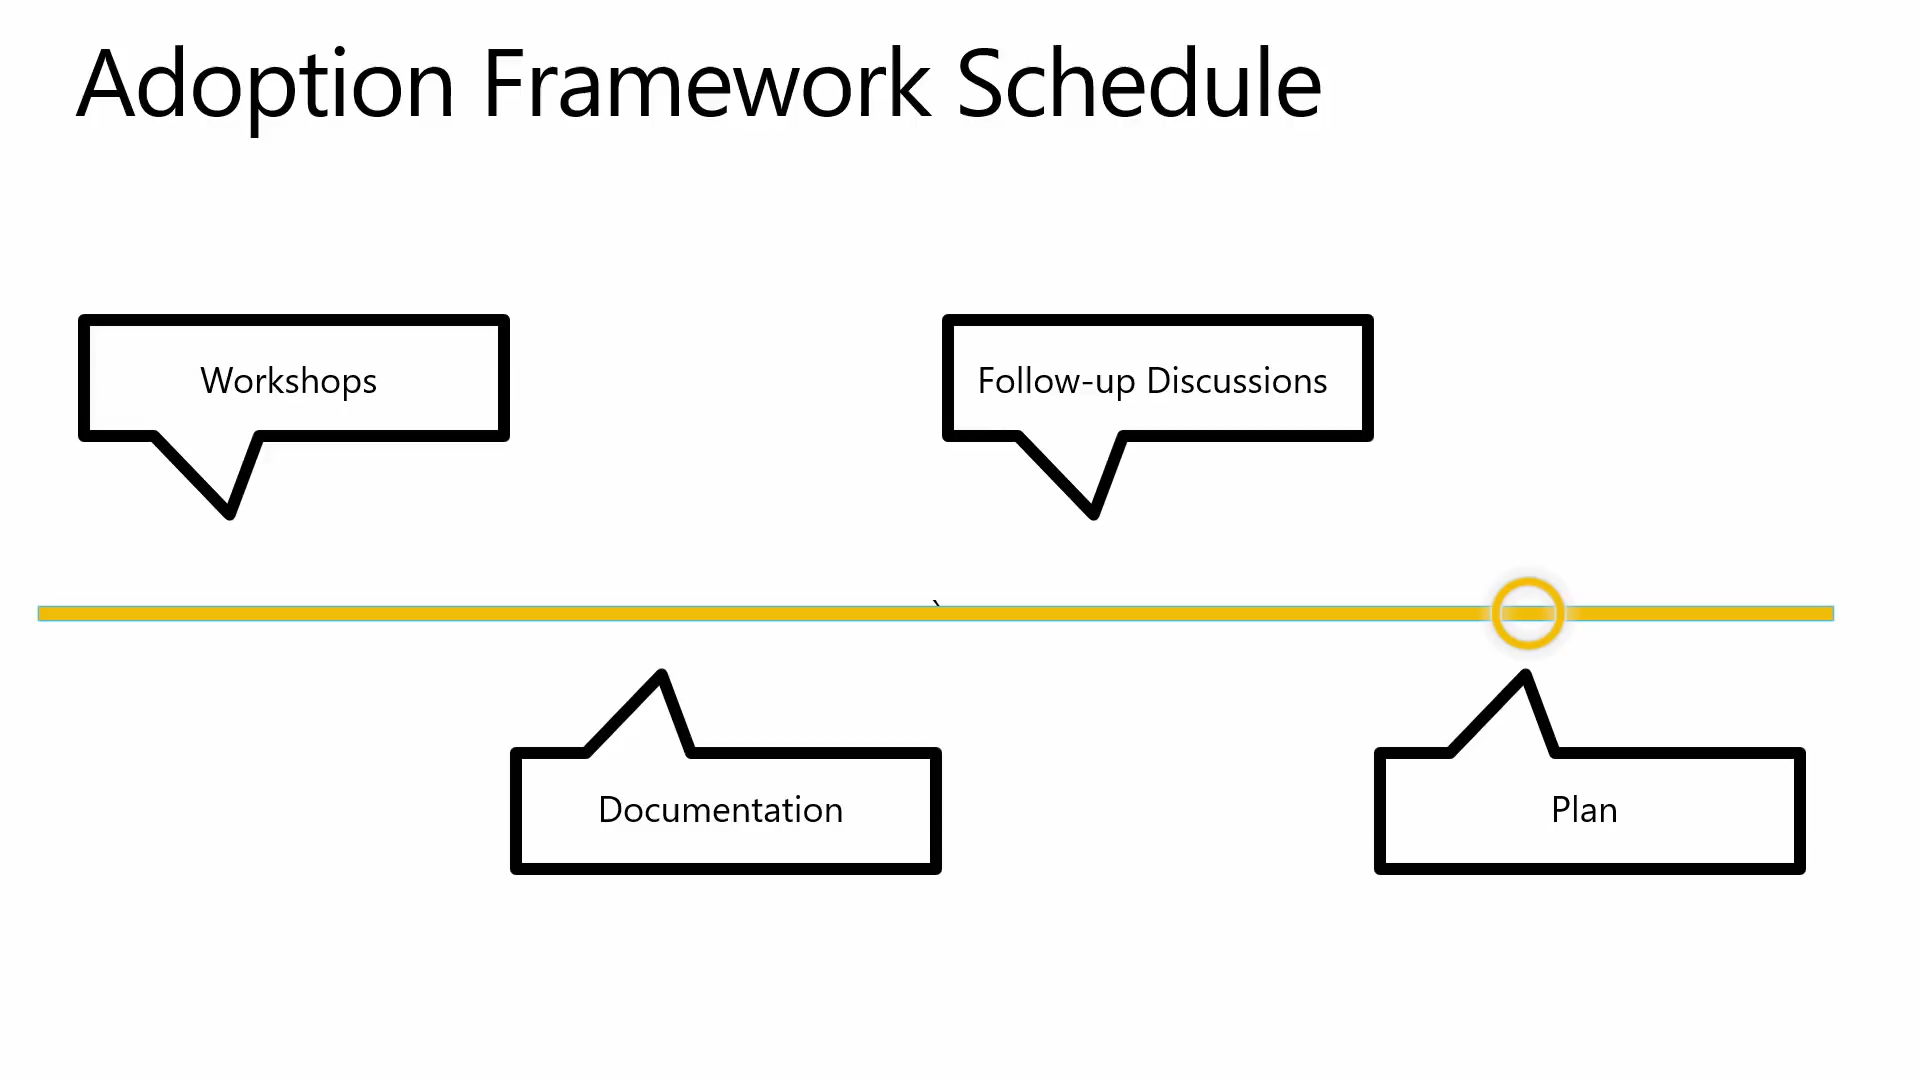 Adoption Framework Schedule
Workshops
Follow-up Discussions
`
Documentation
Plan